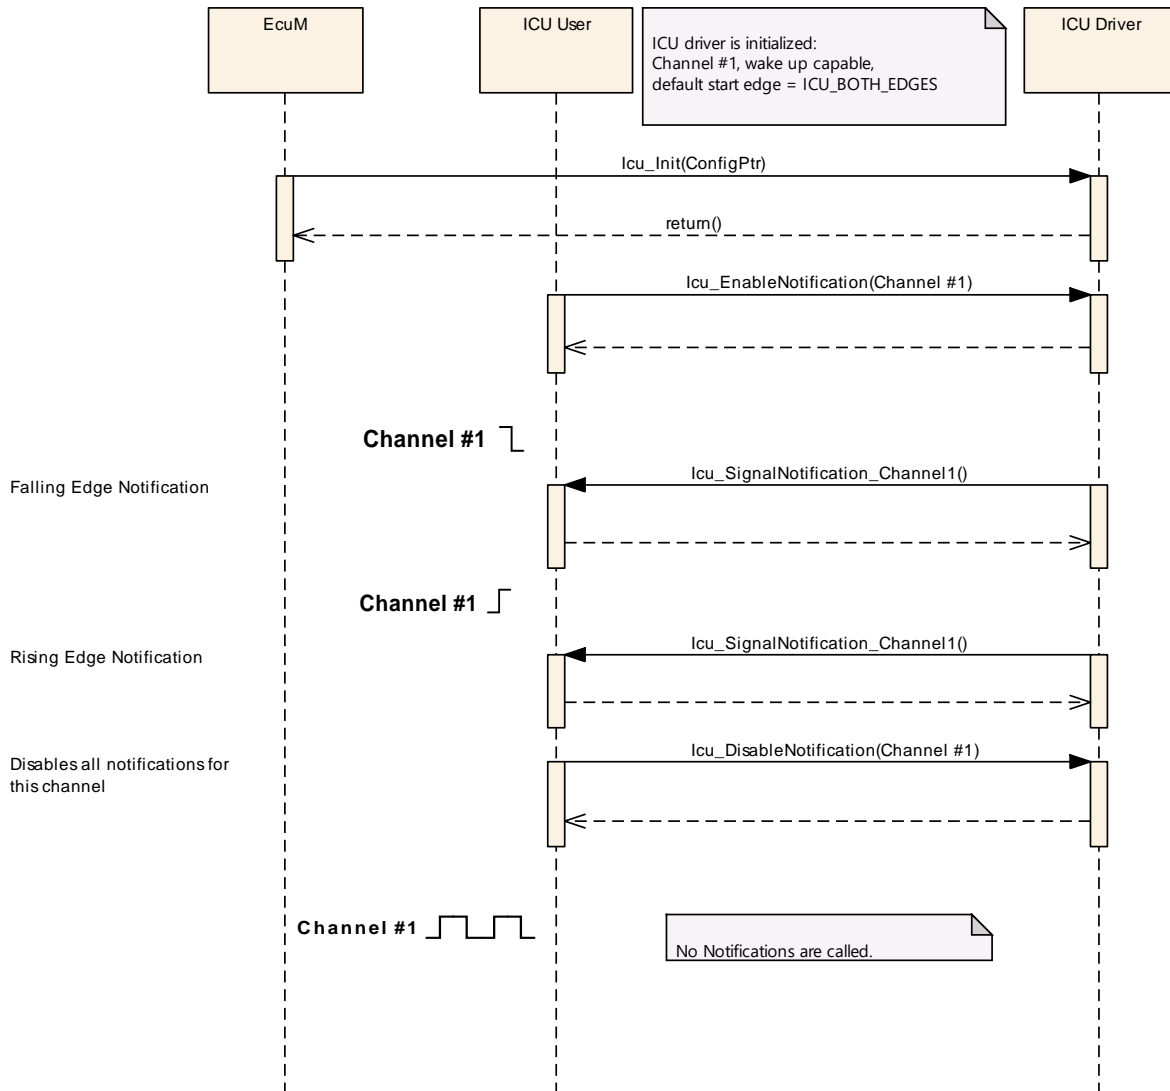 EcuM
ICU User
ICU Driver
ICU driver is initialized:
Channel #1, wake up capable,
default start edge = ICU_BOTH_EDGES
Icu_Init(ConfigPtr)
return()
Icu_EnableNotification(Channel #1)
Channel #1
Icu_SignalNotification_Channel1()
Falling Edge Notification
Channel #1
Icu_SignalNotification_Channel1()
Rising Edge Notification
Icu_DisableNotification(Channel #1)
Disables all notifications for
this channel
Channel #1
No Notifications are called.